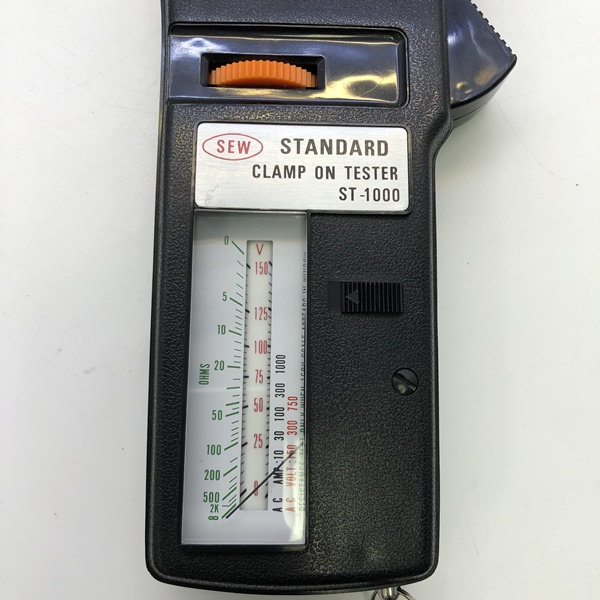 SEW STANDARD
CLAMP ON TESTER
ST-1000
V
0
150
5
125
10
100
20
75
OHMS
50
50
25
100
200
0
500
2K
∞
AC AMP 10 30 100 300 1000
AC VOLT 150 300 750